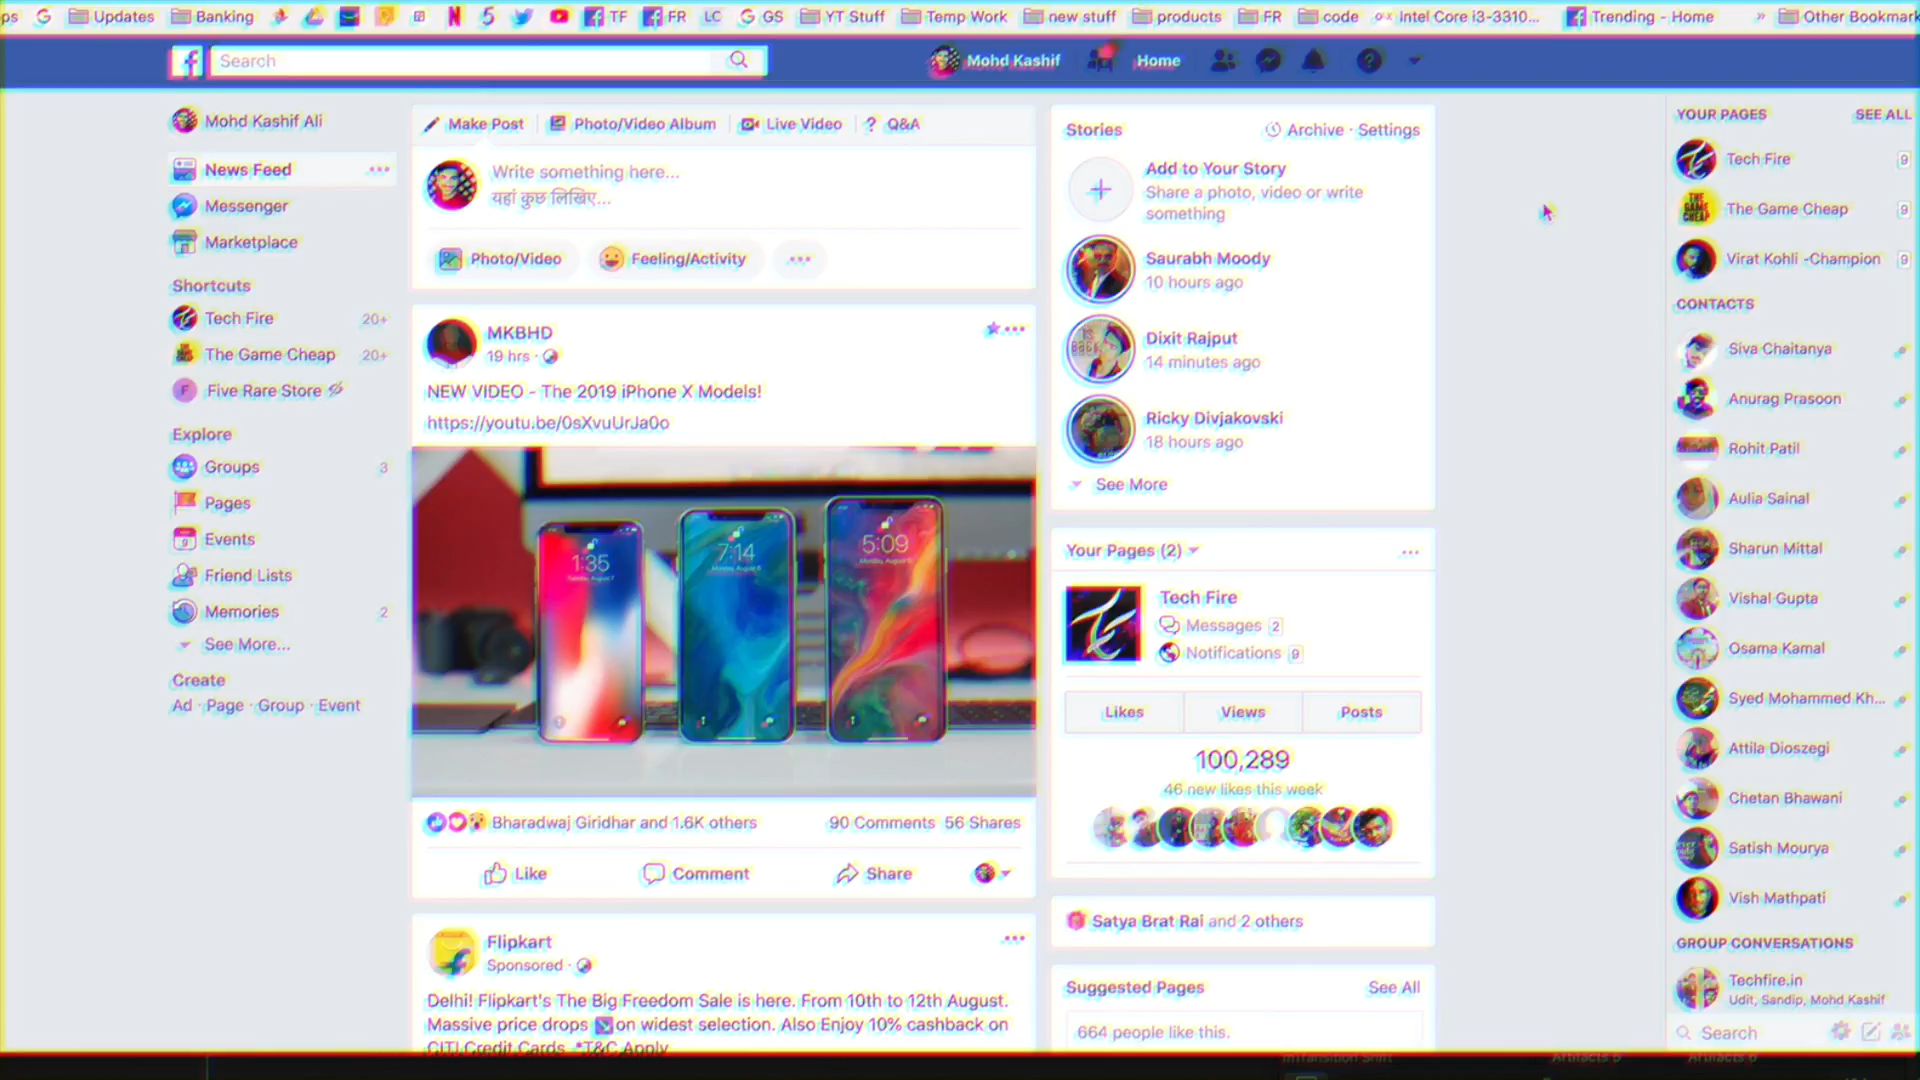 ps
Updates
Banking
TF
FR
LC
GS
YT Stuff
Temp Work
new stuff
products
FR
code
Intel Core i3-3310...
Trending - Home
»
Other Bookmark
Search
Mohd Kashif
Home
Mohd Kashif Ali
News Feed
Messenger
Marketplace
Shortcuts
Tech Fire 20+
The Game Cheap 20+
Five Rare Store
Explore
Groups 3
Pages
Events
Friend Lists
Memories 2
See More...
Create
Ad · Page · Group · Event
Make Post
Photo/Video Album
Live Video
Q&A
Write something here...
यहां कुछ लिखिए...
Photo/Video
Feeling/Activity
MKBHD
19 hrs ·
NEW VIDEO - The 2019 iPhone X Models!
https://youtu.be/0sXvuUrJa0o
1:35
7:14
5:09
Bharadwaj Giridhar and 1.6K others
90 Comments 56 Shares
Like
Comment
Share
Flipkart
Sponsored ·
Delhi! Flipkart's The Big Freedom Sale is here. From 10th to 12th August.
Massive price drops on widest selection. Also Enjoy 10% cashback on
CITI Credit Cards. *T&C Apply
Stories
Archive · Settings
Add to Your Story
Share a photo, video or write
something
Saurabh Moody
10 hours ago
Dixit Rajput
14 minutes ago
Ricky Divjakovski
18 hours ago
See More
Your Pages (2)
Tech Fire
Messages 2
Notifications 9
Likes
Views
Posts
100,289
46 new likes this week
Satya Brat Rai and 2 others
Suggested Pages
See All
664 people like this.
YOUR PAGES
SEE ALL
Tech Fire 9
THE GAME CHEAP
The Game Cheap 9
Virat Kohli -Champion 9
CONTACTS
Siva Chaitanya
Anurag Prasoon
Rohit Patil
Aulia Sainal
Sharun Mittal
Vishal Gupta
Osama Kamal
Syed Mohammed Kh...
Attila Dioszegi
Chetan Bhawani
Satish Mourya
Vish Mathpati
GROUP CONVERSATIONS
Techfire.in
Udit, Sandip, Mohd Kashif
Search